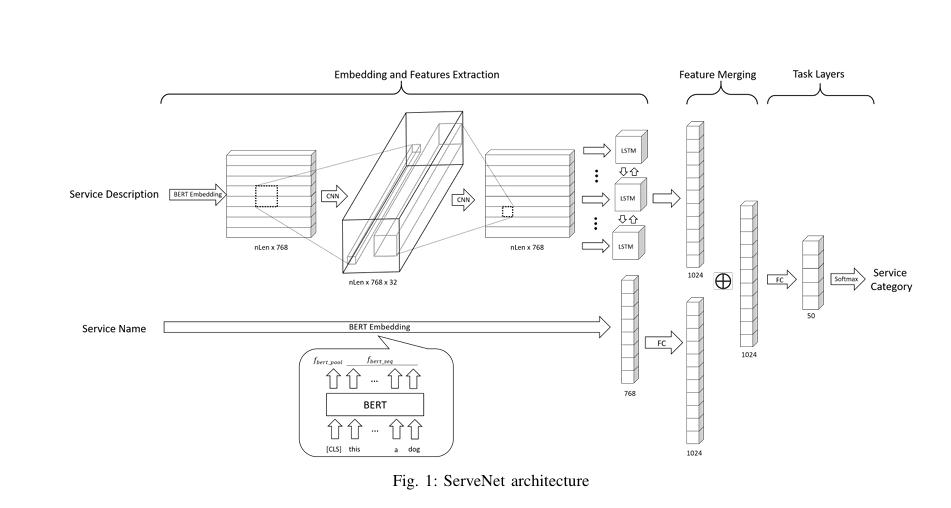 Embedding and Features Extraction
Feature Merging
Task Layers
Service Description
BERT Embedding
CNN
CNN
LSTM
LSTM
LSTM
nLen x 768
nLen x 768 x 32
nLen x 768
1024
FC
Softmax
Service
Category
50
1024
Service Name
BERT Embedding
FC
768
1024
f_bert_pool f_bert_seq
...
BERT
...
[CLS] this a dog
Fig. 1: ServeNet architecture